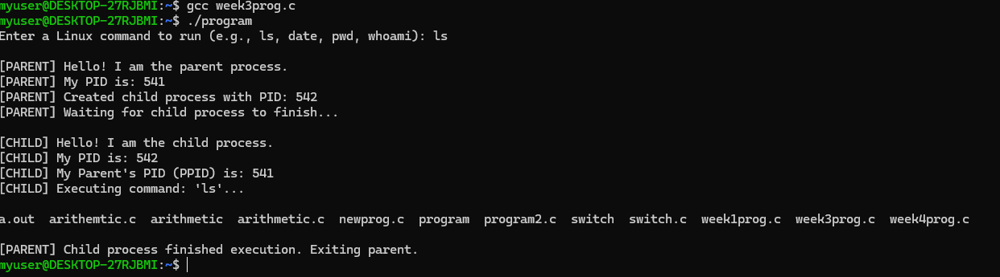 myuser@DESKTOP-27RJBMI:~$ gcc week3prog.c
myuser@DESKTOP-27RJBMI:~$ ./program
Enter a Linux command to run (e.g., ls, date, pwd, whoami): ls
[PARENT] Hello! I am the parent process.
[PARENT] My PID is: 541
[PARENT] Created child process with PID: 542
[PARENT] Waiting for child process to finish...
[CHILD] Hello! I am the child process.
[CHILD] My PID is: 542
[CHILD] My Parent's PID (PPID) is: 541
[CHILD] Executing command: 'ls'...
a.out  arithemtic.c  arithmetic  arithmetic.c  newprog.c  program  program2.c  switch  switch.c  week1prog.c  week3prog.c  week4prog.c
[PARENT] Child process finished execution. Exiting parent.
myuser@DESKTOP-27RJBMI:~$